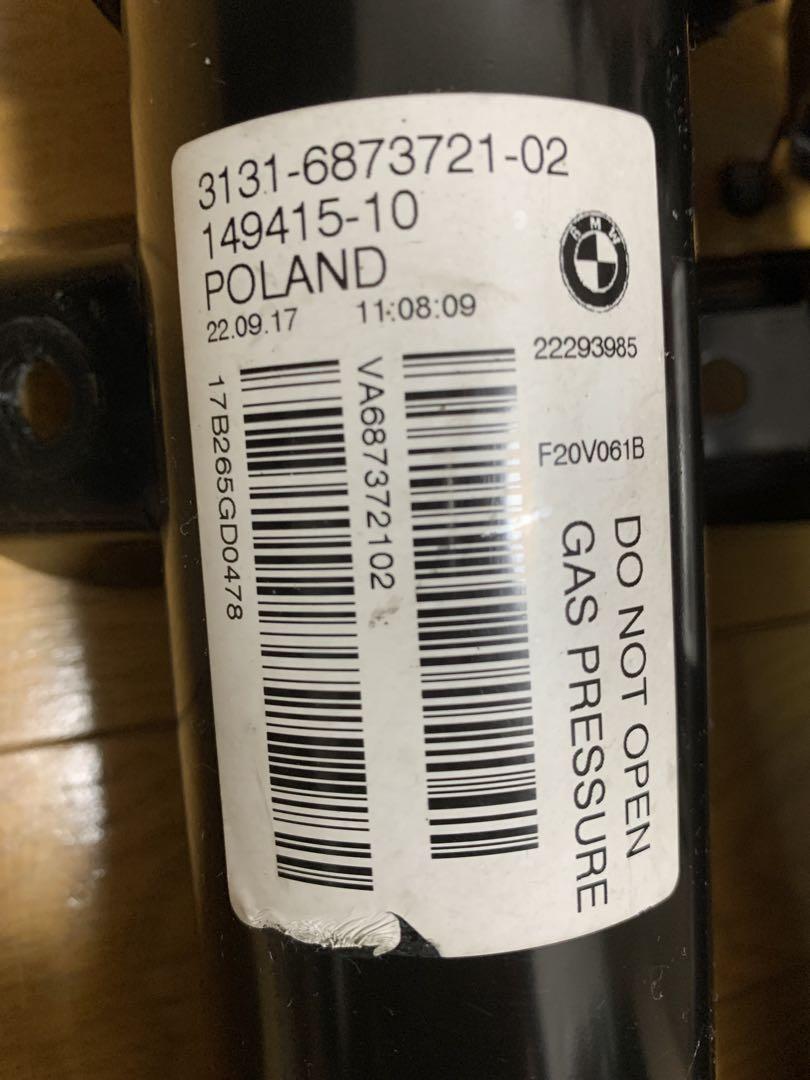 3131-6873721-02
149415-10
POLAND
22.09.17 11:08:09
BMW
22293985
F20V061B
17B265GD0478
VA687372102
DO NOT OPEN
GAS PRESSURE